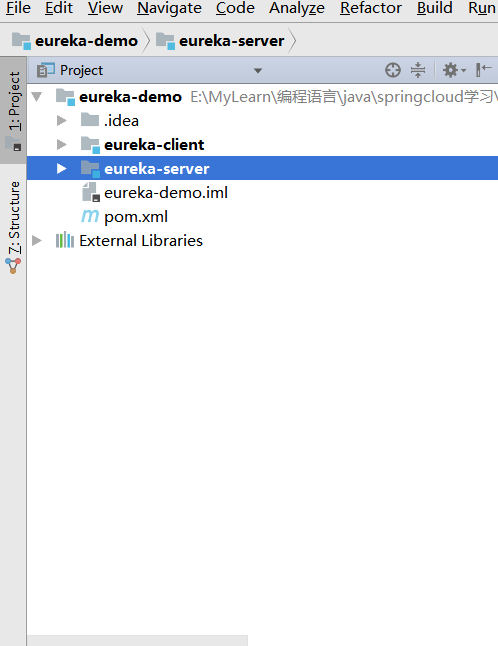 File Edit View Navigate Code Analyze Refactor Build Run
eureka-demo eureka-server
Project
1: Project
7: Structure
eureka-demo E:\MyLearn\编程语言\java\springcloud学习\
.idea
eureka-client
eureka-server
eureka-demo.iml
pom.xml
External Libraries